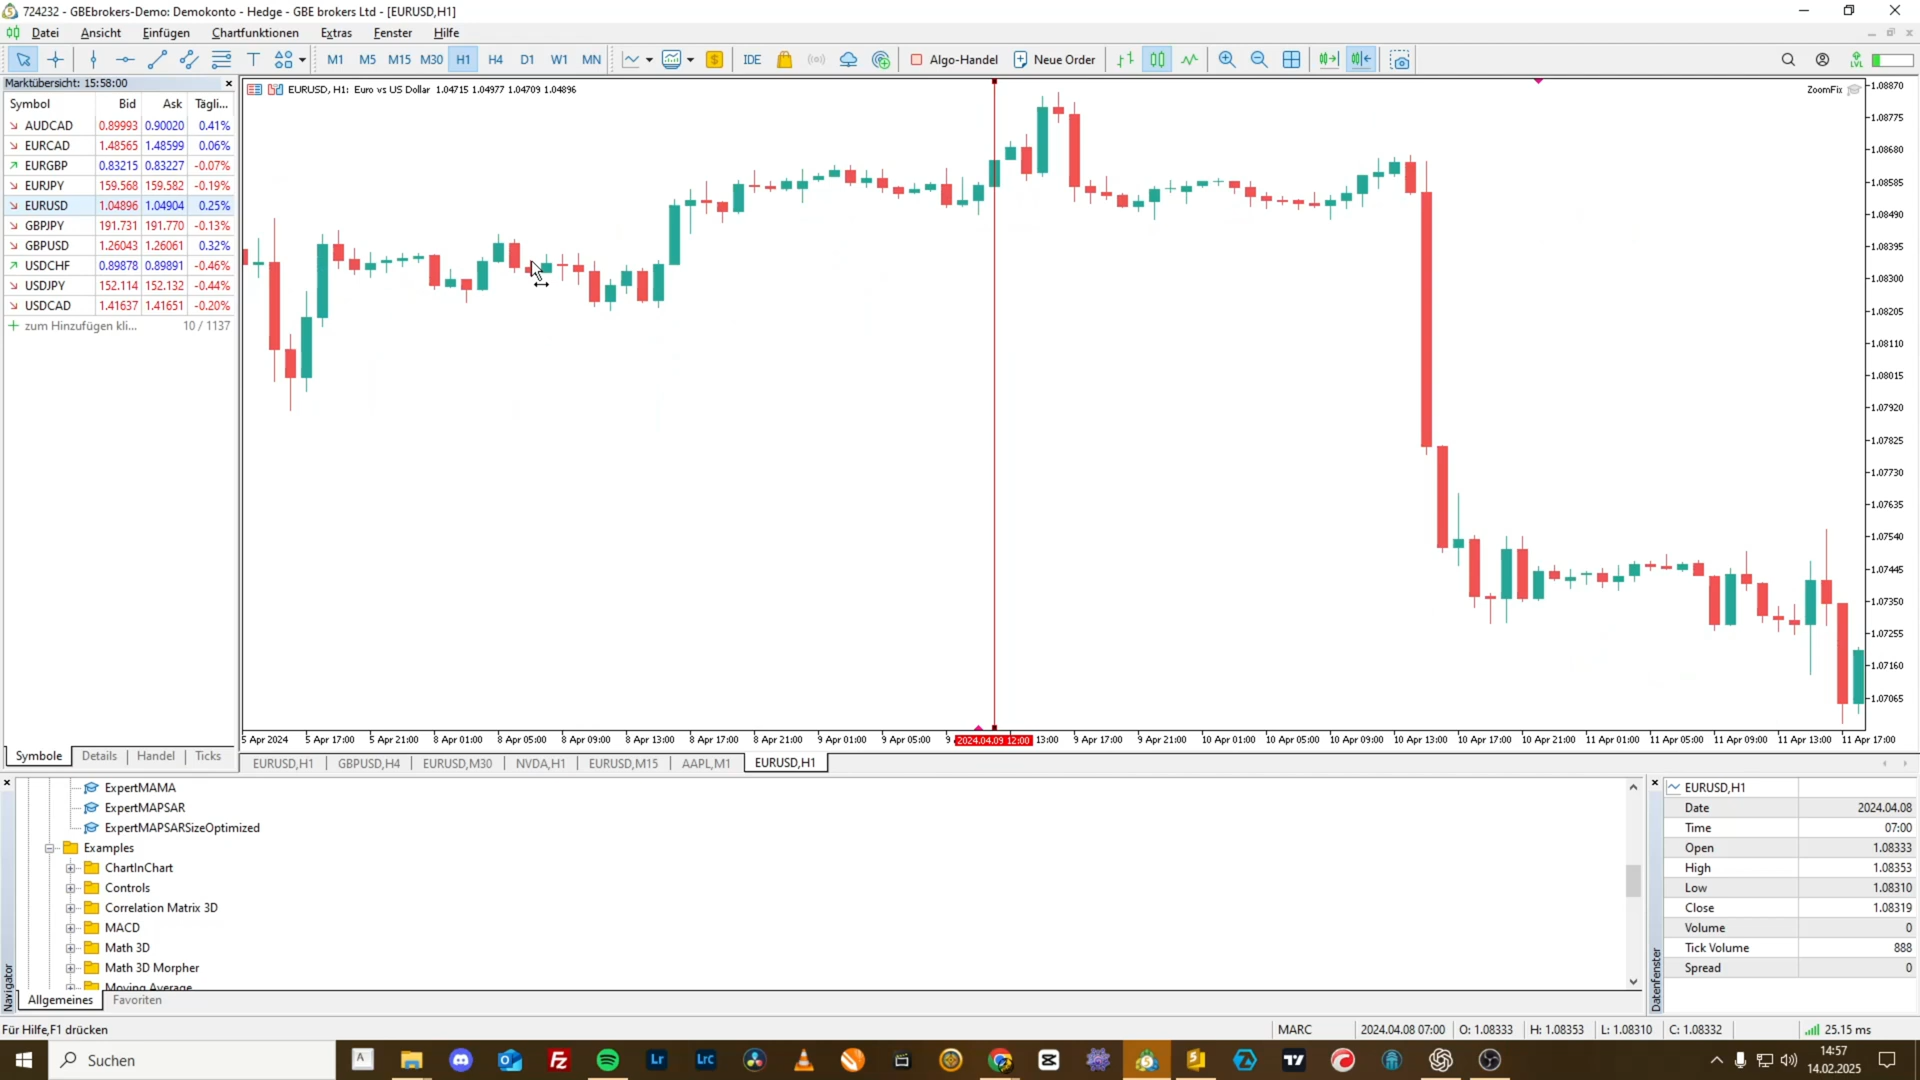 724232 - GBEbrokers-Demo: Demokonto - Hedge - GBE brokers Ltd - [EURUSD,H1]
Datei Ansicht Einfügen Chartfunktionen Extras Fenster Hilfe
M1 M5 M15 M30 H1 H4 D1 W1 MN IDE Algo-Handel Neue Order LVL
Marktübersicht: 15:58:00
Symbol Bid Ask Tägli...
AUDCAD 0.89993 0.90020 0.41%
EURCAD 1.48565 1.48599 0.06%
EURGBP 0.83215 0.83227 -0.07%
EURJPY 159.568 159.582 -0.19%
EURUSD 1.04896 1.04904 0.25%
GBPJPY 191.731 191.770 -0.13%
GBPUSD 1.26043 1.26061 0.32%
USDCHF 0.89878 0.89891 -0.46%
USDJPY 152.114 152.132 -0.44%
USDCAD 1.41637 1.41651 -0.20%
zum Hinzufügen kli... 10 / 1137
Symbole Details Handel Ticks
EURUSD, H1: Euro vs US Dollar 1.04715 1.04977 1.04709 1.04896
ZoomFix
1.08870
1.08775
1.08680
1.08585
1.08490
1.08395
1.08300
1.08205
1.08110
1.08015
1.07920
1.07825
1.07730
1.07635
1.07540
1.07445
1.07350
1.07255
1.07160
1.07065
5 Apr 2024 5 Apr 17:00 5 Apr 21:00 8 Apr 01:00 8 Apr 05:00 8 Apr 09:00 8 Apr 13:00 8 Apr 17:00 8 Apr 21:00 9 Apr 01:00 9 Apr 05:00 9 2024.04.09 12:00 13:00 9 Apr 17:00 9 Apr 21:00 10 Apr 01:00 10 Apr 05:00 10 Apr 09:00 10 Apr 13:00 10 Apr 17:00 10 Apr 21:00 11 Apr 01:00 11 Apr 05:00 11 Apr 09:00 11 Apr 13:00 11 Apr 17:00
EURUSD,H1 GBPUSD,H4 EURUSD,M30 NVDA,H1 EURUSD,M15 AAPL,M1 EURUSD,H1
Navigator
ExpertMAMA
ExpertMAPSAR
ExpertMAPSARSizeOptimized
Examples
ChartInChart
Controls
Correlation Matrix 3D
MACD
Math 3D
Math 3D Morpher
Moving Average
Allgemeines Favoriten
Datenfenster
EURUSD,H1
Date 2024.04.08
Time 07:00
Open 1.08333
High 1.08353
Low 1.08310
Close 1.08319
Volume 0
Tick Volume 888
Spread 0
Für Hilfe,F1 drücken
MARC 2024.04.08 07:00 O: 1.08333 H: 1.08353 L: 1.08310 C: 1.08332 25.15 ms
Suchen
A Fz Lr LrC
14:57
14.02.2025